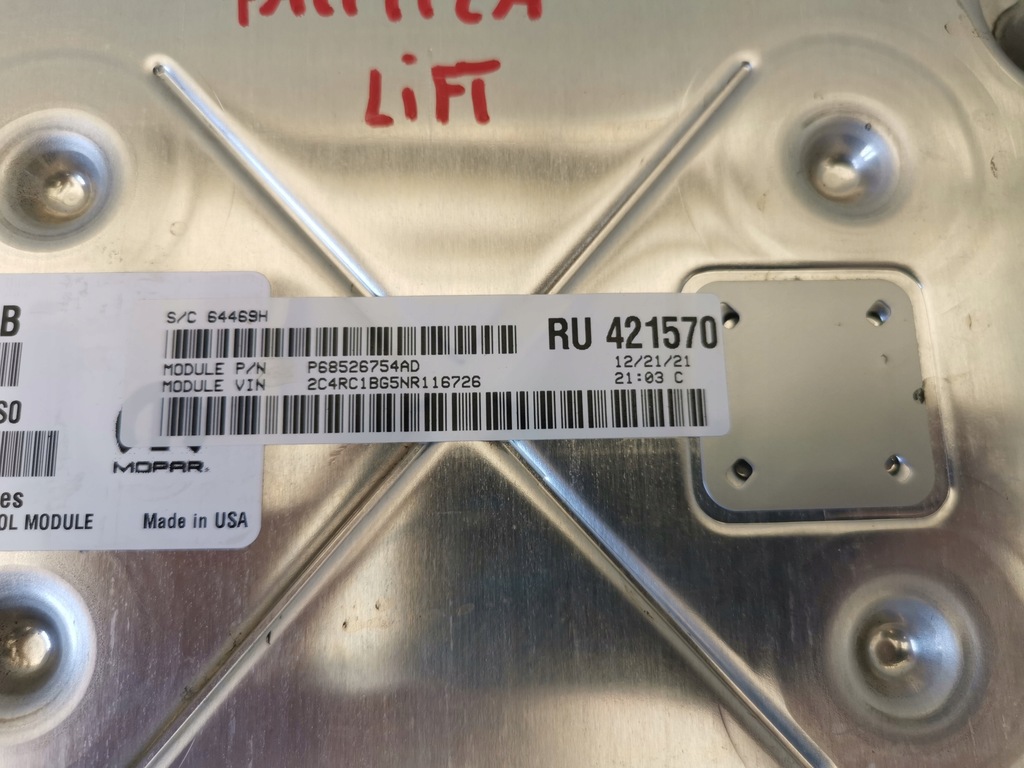 LiFT
B
S/C 64469H
RU 421570
MODULE P/N P68526754AD
12/21/21
MODULE VIN 2C4RC1BG5NR116726
21:03 C
SO
MOPAR®
es
OL MODULE
Made in USA